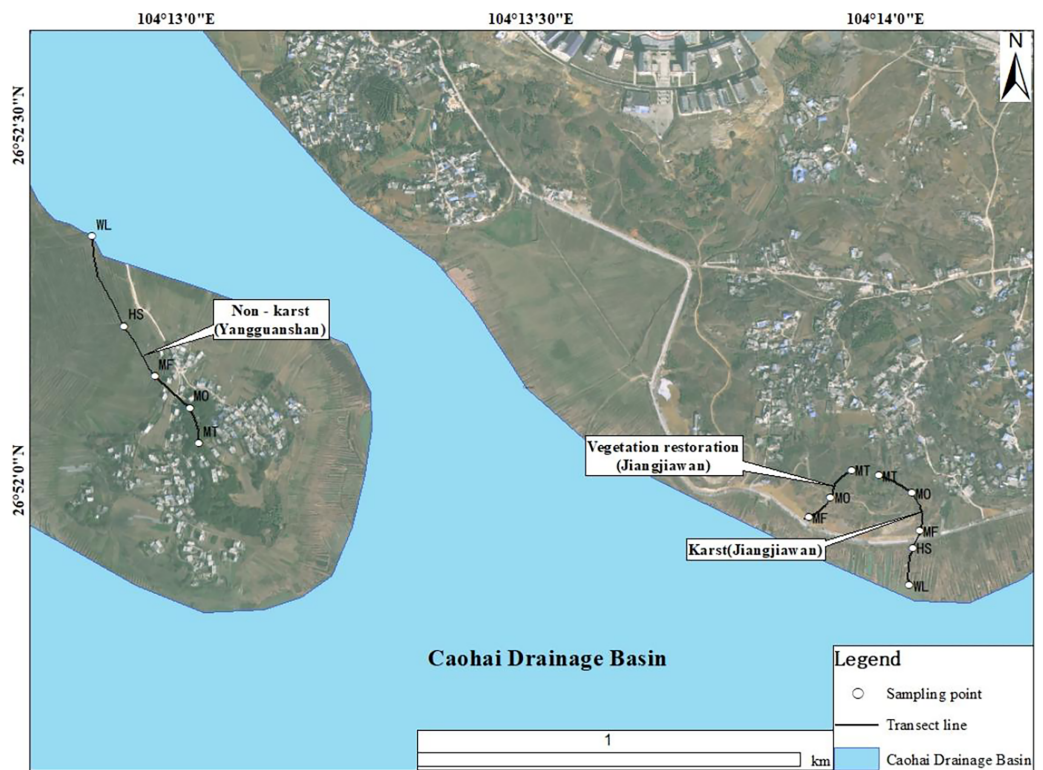 104°13'0"E
104°13'30"E
104°14'0"E
N
26°52'30"N
WL
HS
Non - karst
(Yangguanshan)
MF
MO
MT
26°52'0"N
Vegetation restoration
(Jiangjiawan)
MT
MO
MF
MT
MO
MF
HS
WL
Karst(Jiangjiawan)
Caohai Drainage Basin
Legend
Sampling point
Transect line
Caohai Drainage Basin
1
km